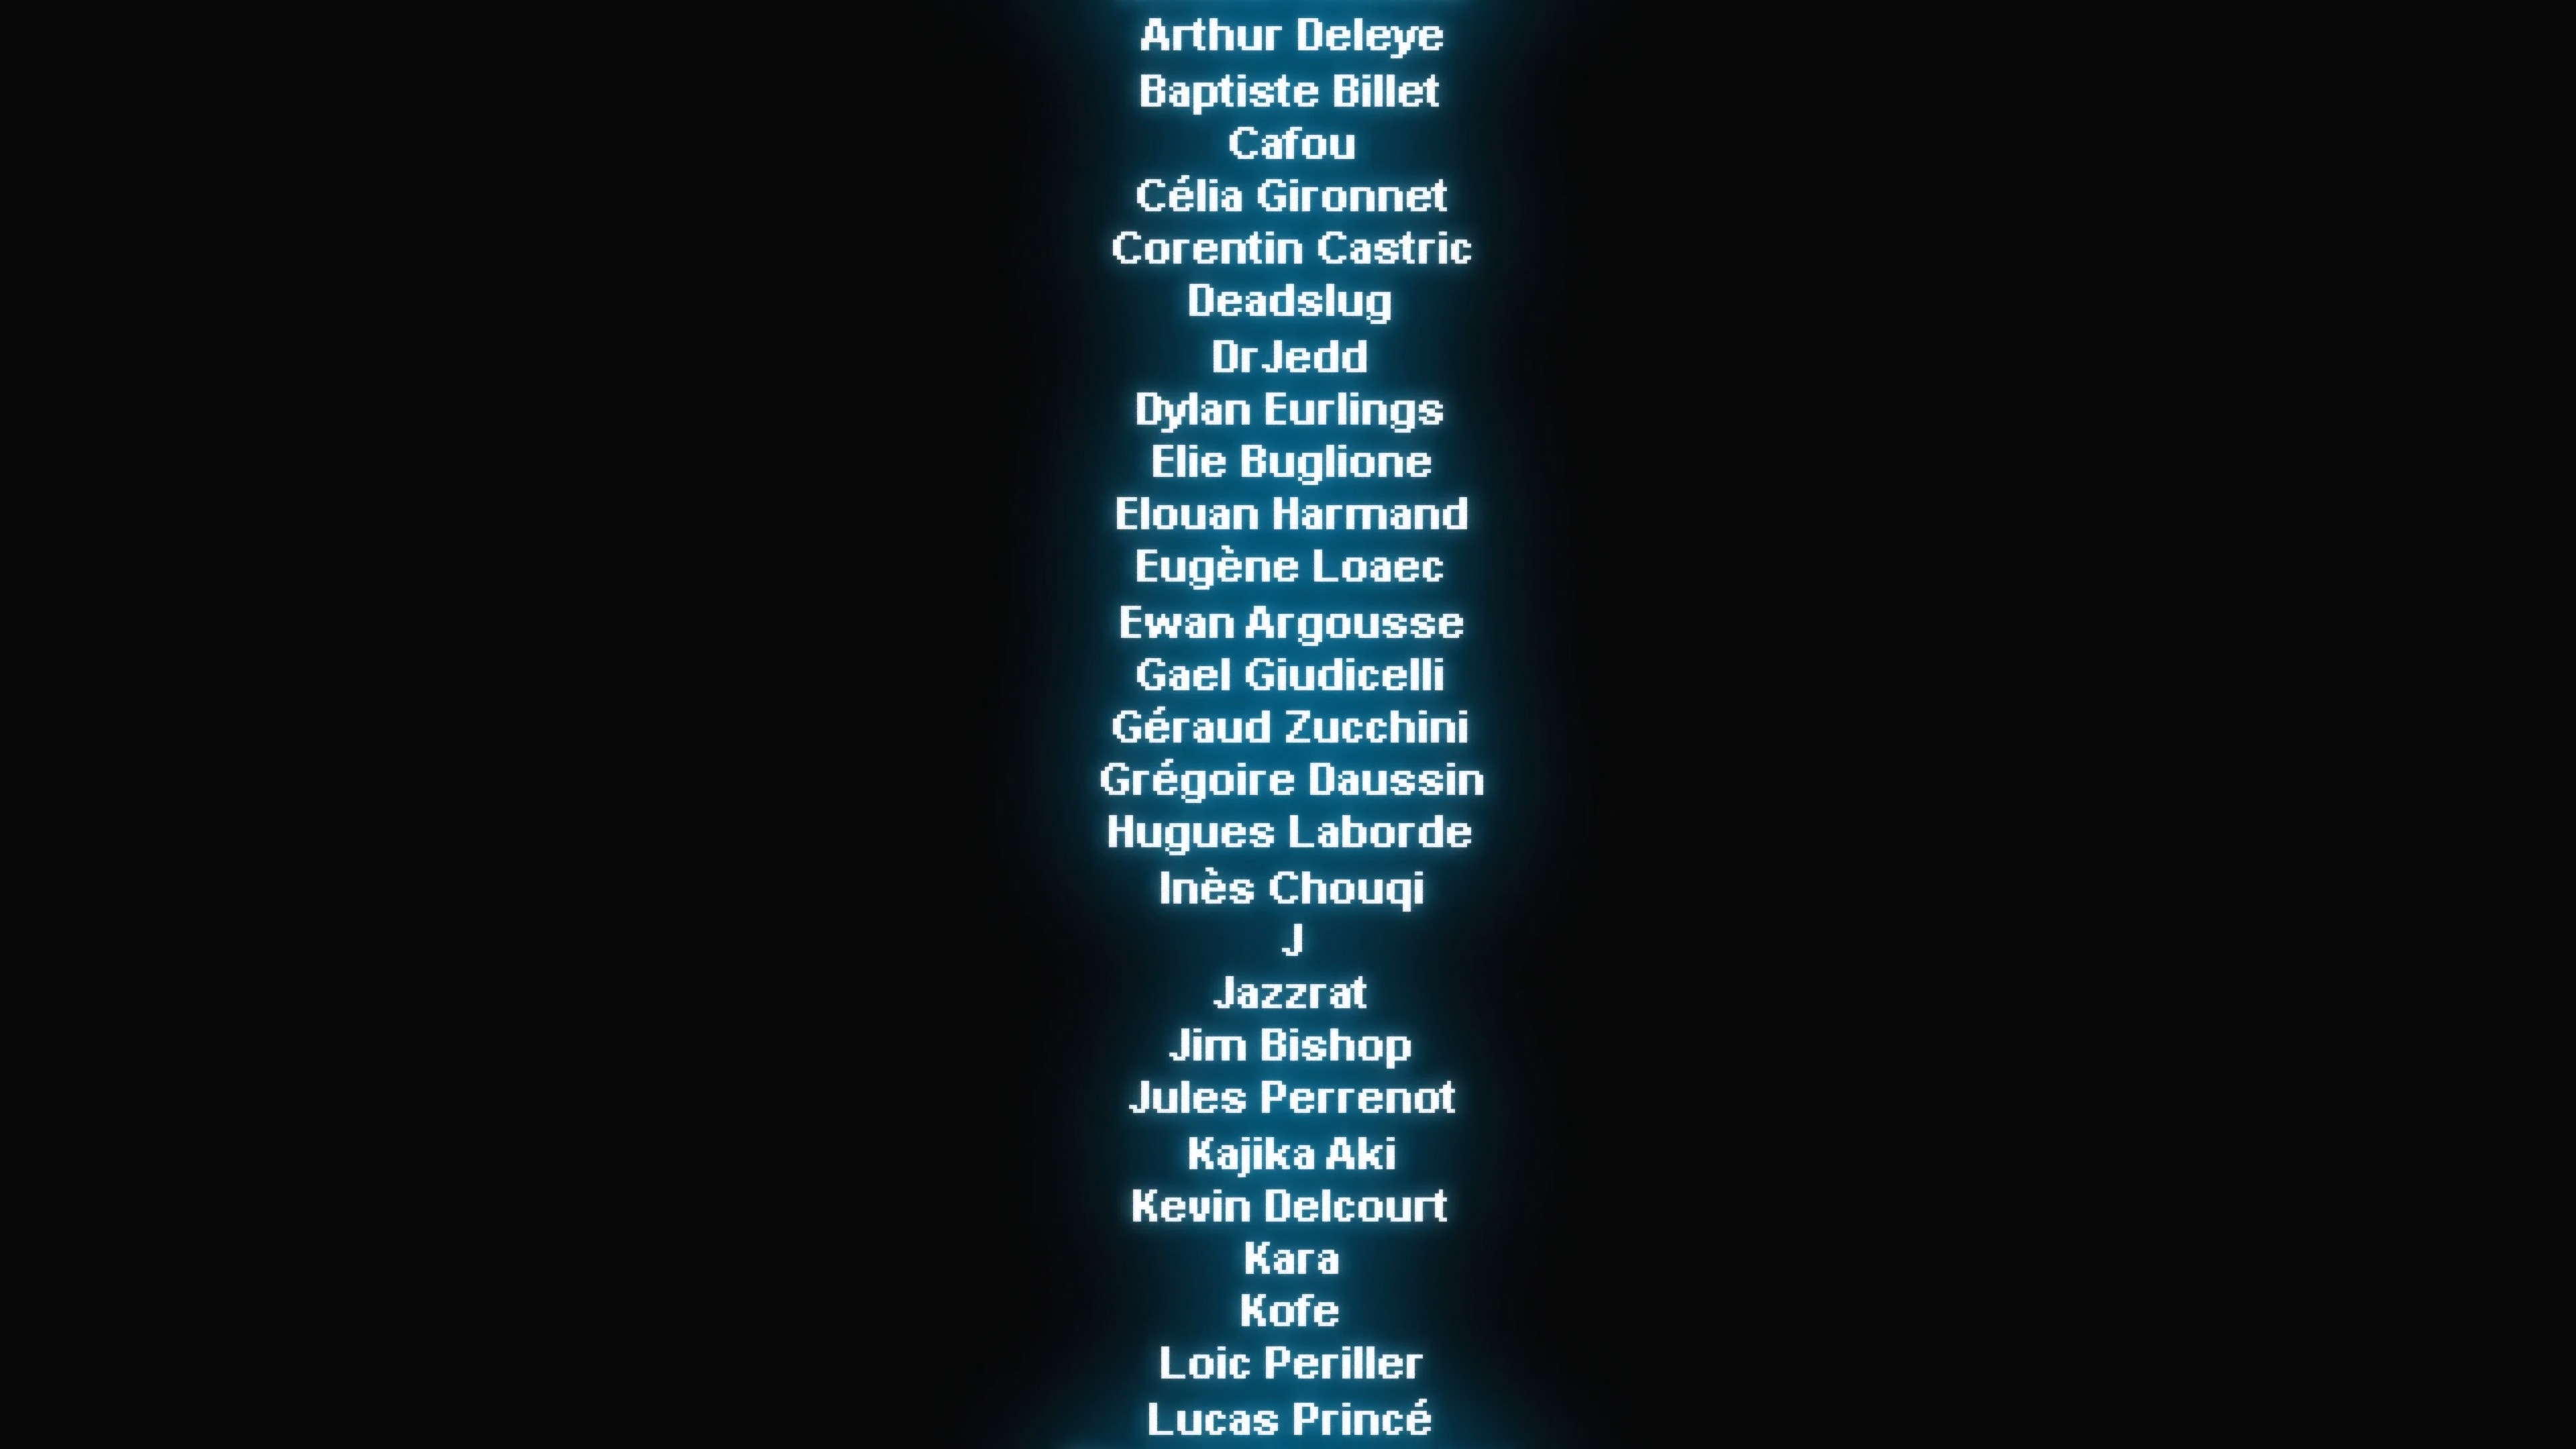 Arthur Deleye
Baptiste Billet
Cafou
Célia Gironnet
Corentin Castric
Deadslug
DrJedd
Dylan Eurlings
Elie Buglione
Elouan Harmand
Eugène Loaec
Ewan Argousse
Gael Giudicelli
Géraud Zucchini
Grégoire Daussin
Hugues Laborde
Inès Chouqi
J
Jazzrat
Jim Bishop
Jules Perrenot
Kajika Aki
Kevin Delcourt
Kara
Kofe
Loic Periller
Lucas Princé